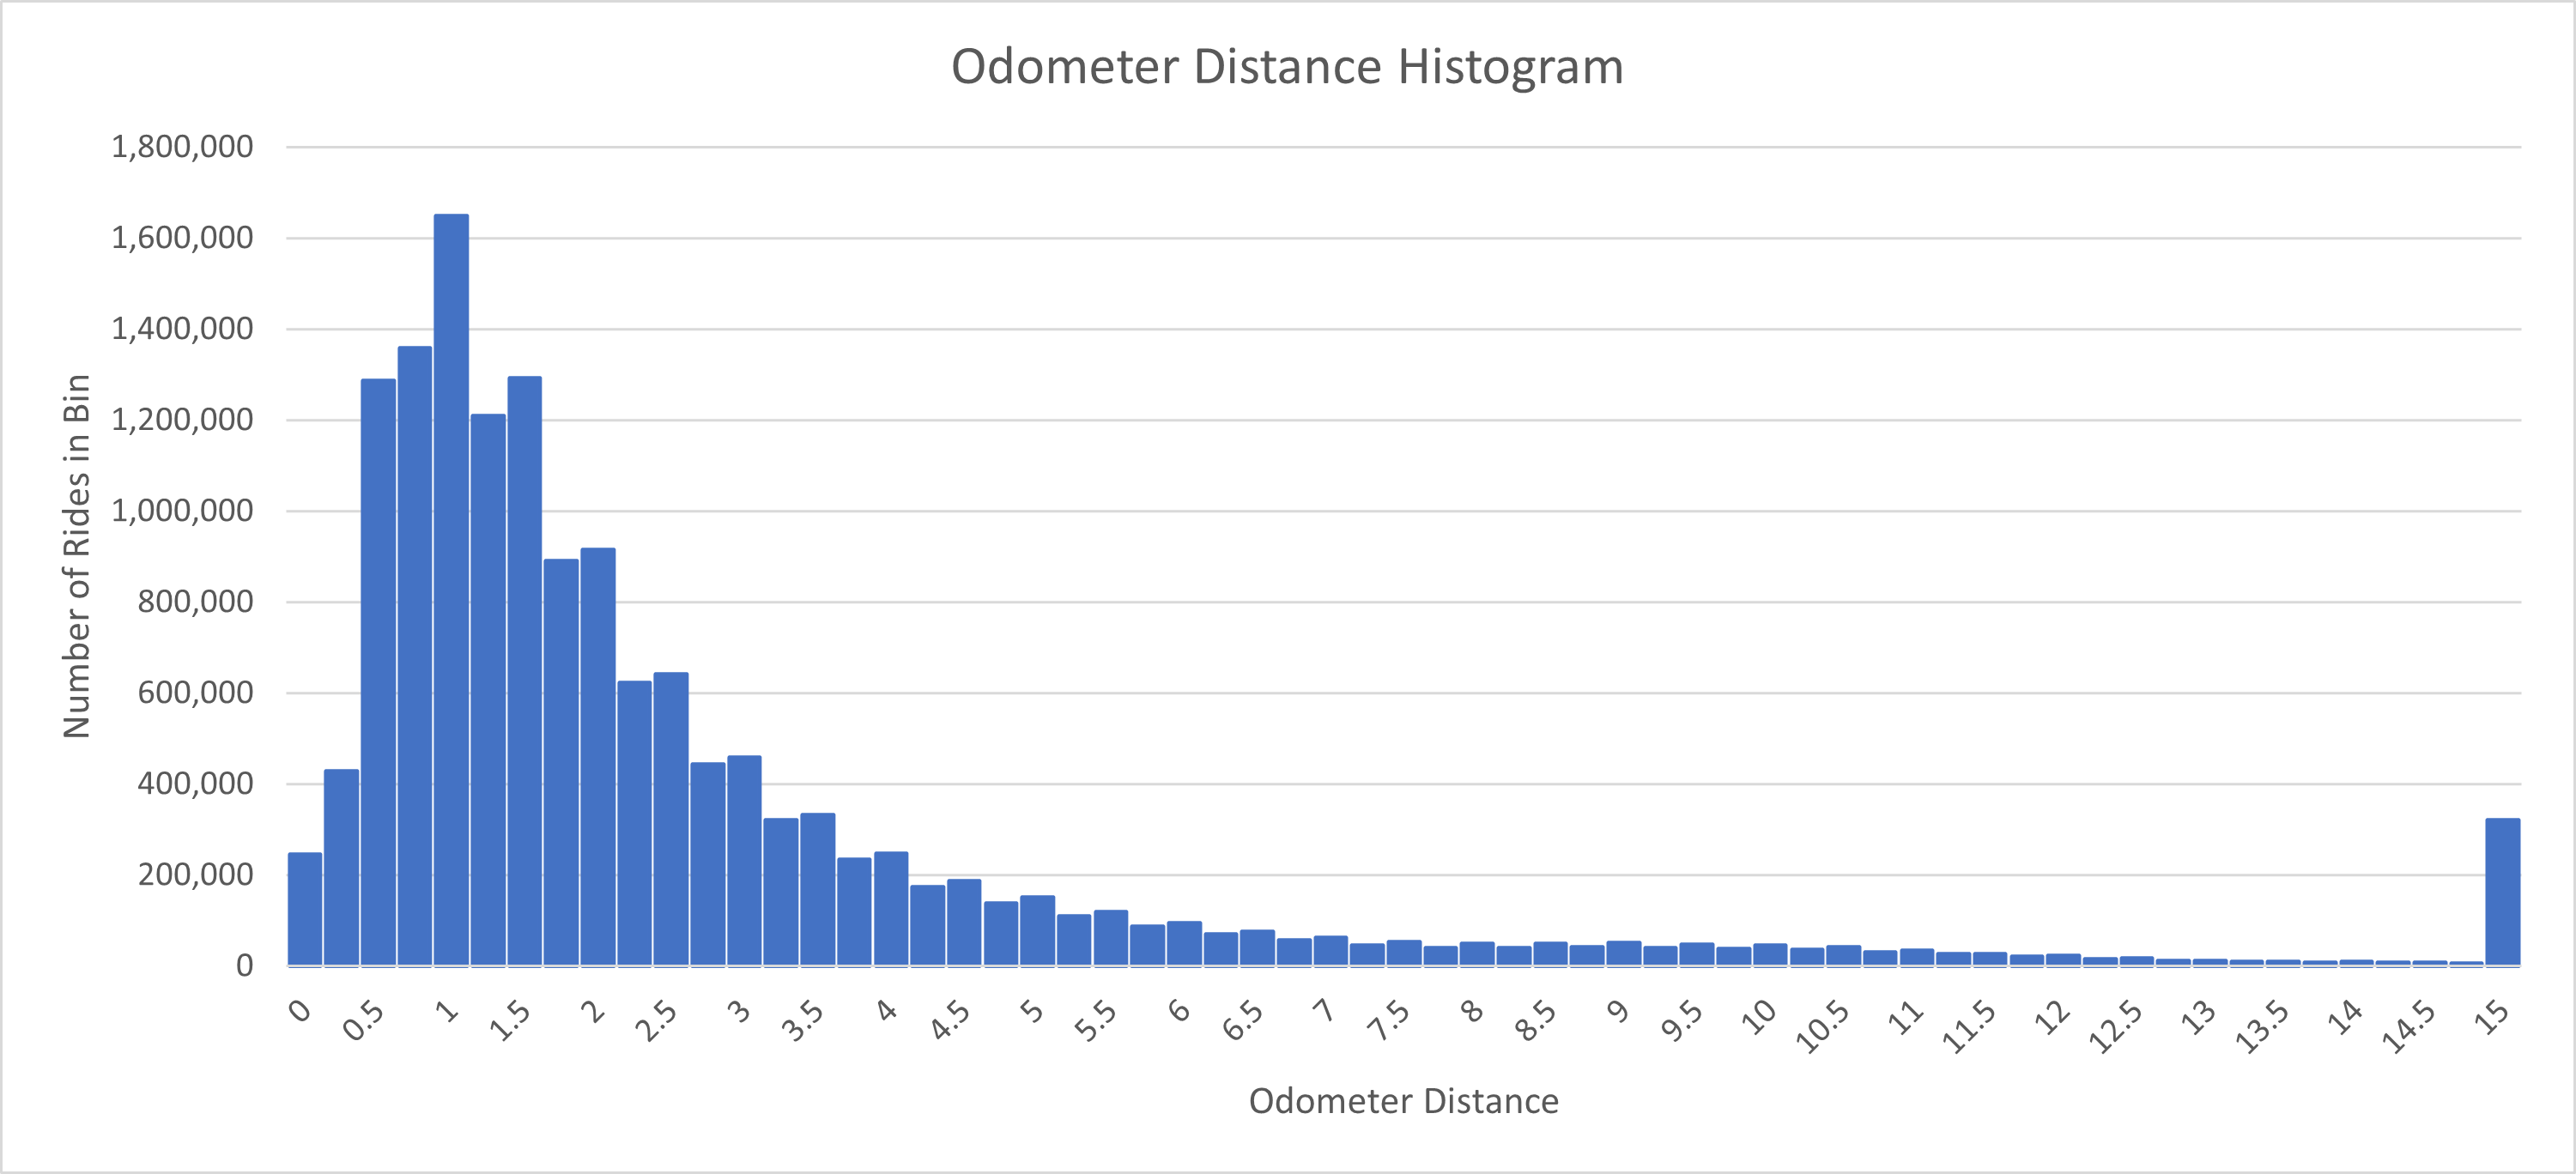 Odometer Distance Histogram
Number of Rides in Bin
1,800,000
1,600,000
1,400,000
1,200,000
1,000,000
800,000
600,000
400,000
200,000
0
0 0.5 1 1.5 2 2.5 3 3.5 4 4.5 5 5.5 6 6.5 7 7.5 8 8.5 9 9.5 10 10.5 11 11.5 12 12.5 13 13.5 14 14.5 15
Odometer Distance